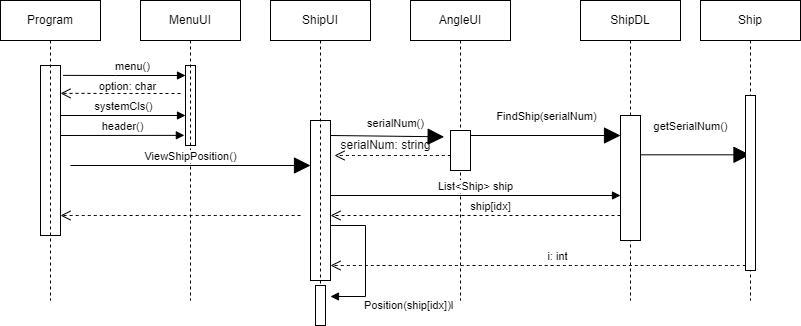 Program
MenuUI
ShipUI
AngleUI
ShipDL
Ship
menu()
option: char
systemCls()
header()
serialNum()
FindShip(serialNum)
getSerialNum()
serialNum: string
ViewShipPosition()
List<Ship> ship
ship[idx]
i: int
Position(ship[idx])l